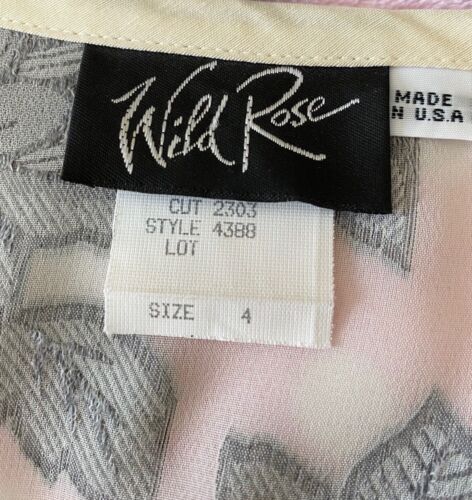 Wild Rose
MADE
N U.S.A
CUT 2303
STYLE 4388
LOT
SIZE 4